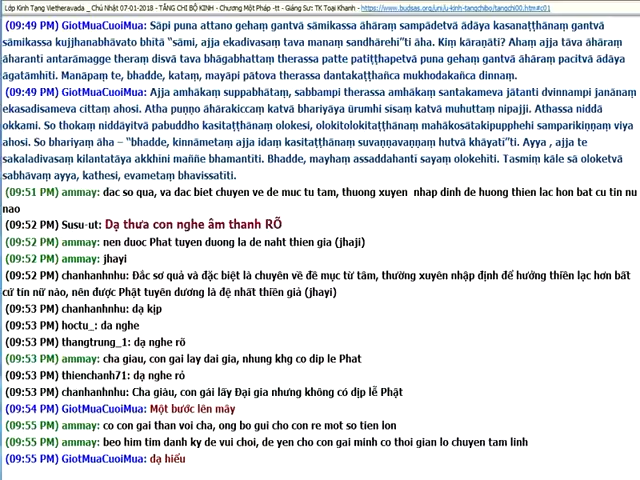 Lớp Kinh Tạng Vietheravada _ Chủ Nhật 07-01-2018 - TĂNG CHI BỘ KINH - Chương Một Pháp -tt - Giảng Sư: TK Toại Khanh - https://www.budsas.org/uni/u-kinh-tangchibo/tangchi00.htm#c01
(09:49 PM) GiotMuaCuoiMua: Sāpi puna attano gehaṃ gantvā sāmikassa āhāraṃ sampādetvā ādāya kasanaṭṭhānaṃ gantvā
sāmikassa kujjhanabhāvato bhītā "sāmi, ajja ekadivasaṃ tava manaṃ sandhārehi"ti āha. Kiṃ kāraṇāti? Ahaṃ ajja tāva āhāraṃ
āharantī antarāmagge theraṃ disvā tava bhāgabhattaṃ therassa patte patiṭṭhapetvā puna gehaṃ gantvā āhāraṃ pacitvā ādāya
āgatāmhīti. Manāpaṃ te, bhadde, kataṃ, mayāpi pātova therassa dantakaṭṭhañca mukhodakañca dinnaṃ.
(09:49 PM) GiotMuaCuoiMua: Ajja amhākaṃ suppabhātaṃ, sabbampi therassa amhākaṃ santakameva jātanti dvinnampi janānaṃ
ekasadisameva cittaṃ ahosi. Atha puṇṇo āhārakiccaṃ katvā bhariyāya ūrumhi sīsaṃ katvā muhuttaṃ nipajji. Athassa niddā
okkami. So thokaṃ niddāyitvā pabuddho kasitaṭṭhānaṃ olokesi, olokitolokitaṭṭhānaṃ mahākosātakipupphehi samparikiṇṇaṃ viya
ahosi. So bhariyaṃ āha – "bhadde, kinnāmetaṃ ajja idaṃ kasitaṭṭhānaṃ suvaṇṇavaṇṇaṃ hutvā khāyatī"ti. Ayya , ajja te
sakaladivasaṃ kilantatāya akkhīni maññe bhamantīti. Bhadde, mayhaṃ assaddahantī sayaṃ olokehīti. Tasmiṃ kāle sā oloketvā
sabhāvaṃ ayya, kathesi, evametaṃ bhavissatīti.
(09:51 PM) ammay: dac so qua, va dac biet chuyen ve de muc tu tam, thuong xuyen nhap dinh de huong thien lac hon bat cu tin nu
nao
(09:52 PM) Susu-ut: Dạ thưa con nghe âm thanh RÕ
(09:52 PM) ammay: nen duoc Phat tuyen duong la de naht thien gia (jhaji)
(09:52 PM) ammay: jhayi
(09:52 PM) chanhanhnhu: Đắc sơ quả và đặc biệt là chuyên về đề mục từ tâm, thường xuyên nhập định để hưởng thiền lạc hơn bất
cứ tín nữ nào, nên được Phật tuyên dương là đệ nhất thiền giả (jhayi)
(09:53 PM) chanhanhnhu: dạ kịp
(09:53 PM) hoctu_: da nghe
(09:53 PM) thangtrung_1: dạ nghe rõ
(09:53 PM) ammay: cha giau, con gai lay dai gia, nhung khg co dip le Phat
(09:53 PM) thienchanh71: dạ nghe rỏ
(09:53 PM) chanhanhnhu: Cha giàu, con gái lấy Đại gia nhưng không có dịp lễ Phật
(09:54 PM) GiotMuaCuoiMua: Một bước lên mây
(09:55 PM) ammay: co con gai than voi cha, ong bo gui cho con re mot so tien lon
(09:55 PM) ammay: beo him tim danh ky de vui choi, de yen cho con gai minh co thoi gian lo chuyen tam linh
(09:55 PM) GiotMuaCuoiMua: dạ hiểu